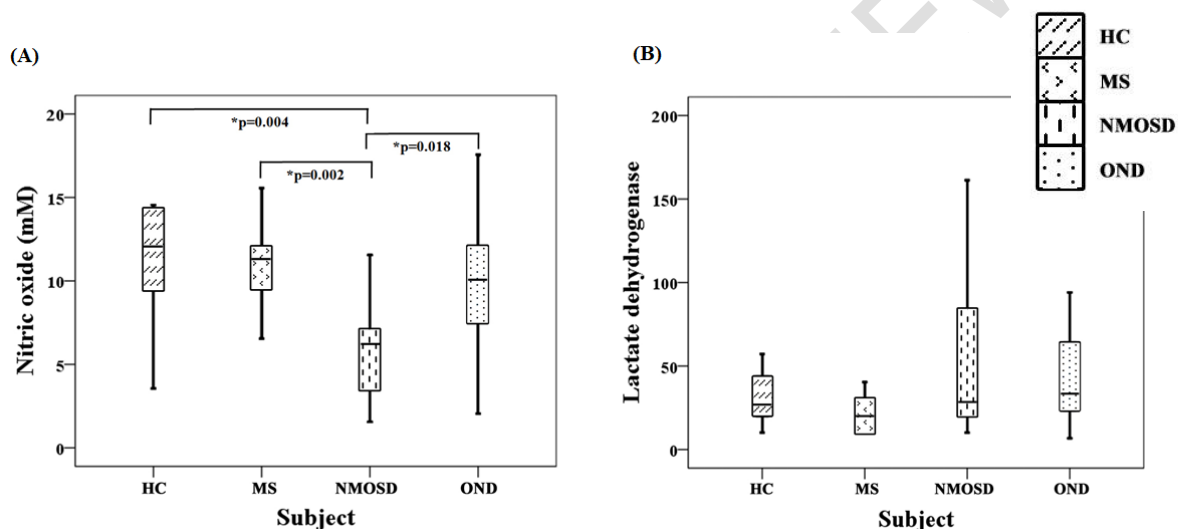 (A)
Nitric oxide (mM)
20
15
10
5
0
*p=0.004
*p=0.018
*p=0.002
HC MS NMOSD OND
Subject
(B)
Lactate dehydrogenase
200
150
100
50
0
HC MS NMOSD OND
Subject
HC
MS
NMOSD
OND